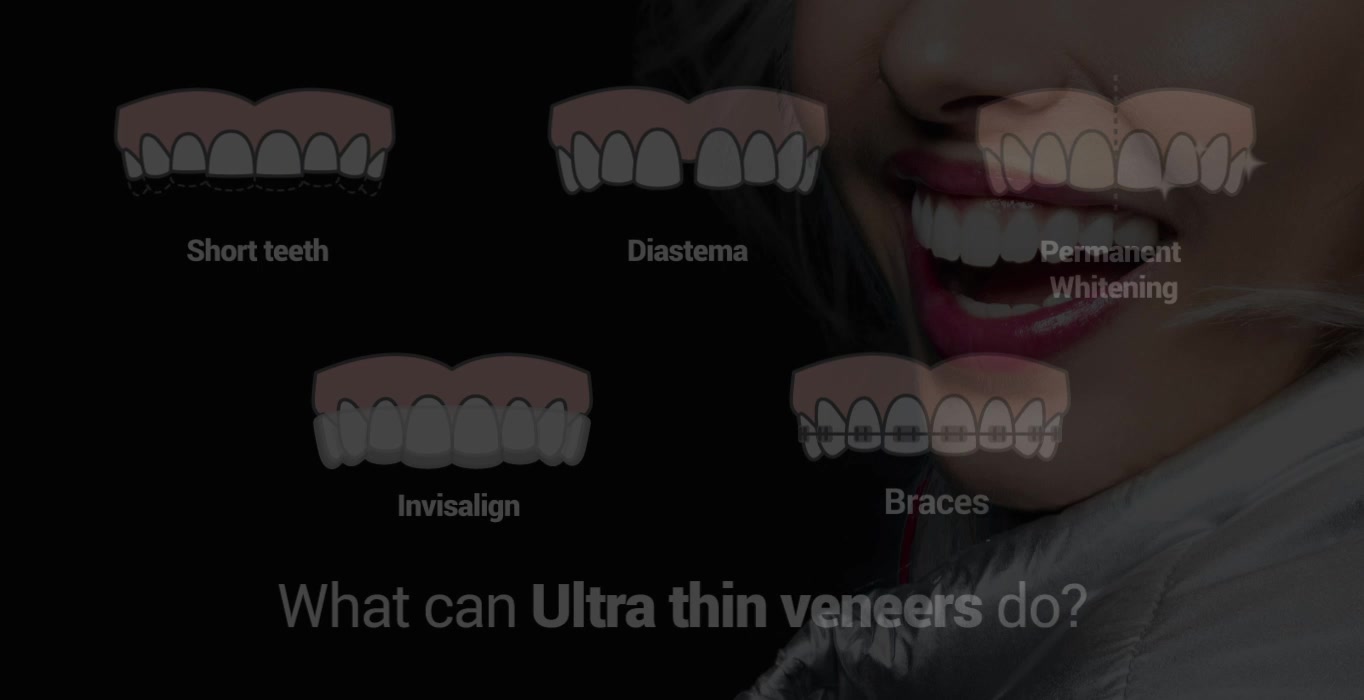 Short teeth
Diastema
Permanent
Whitening
Invisalign
Braces
What can Ultra thin veneers do?